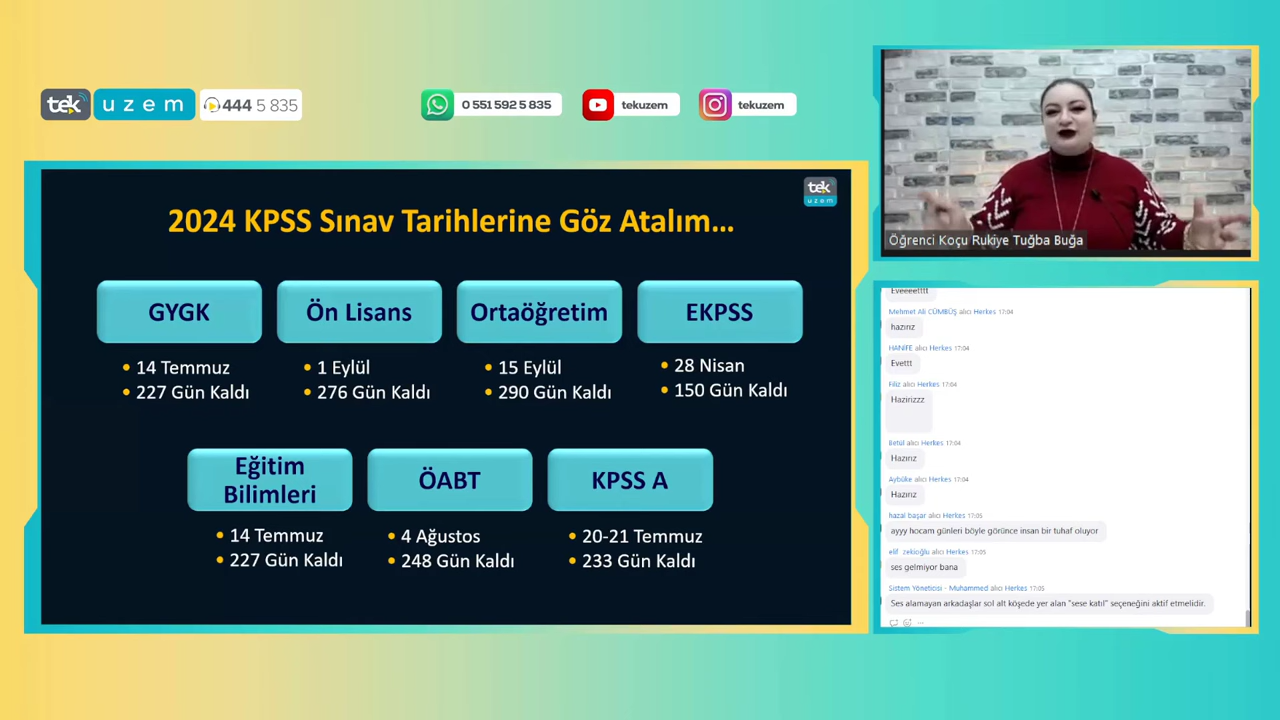 tek uzem 444 5 835
0 551 592 5 835
tekuzem
tekuzem
tek
uzem
2024 KPSS Sınav Tarihlerine Göz Atalım...
GYGK
• 14 Temmuz
• 227 Gün Kaldı
Ön Lisans
• 1 Eylül
• 276 Gün Kaldı
Ortaöğretim
• 15 Eylül
• 290 Gün Kaldı
EKPSS
• 28 Nisan
• 150 Gün Kaldı
Eğitim
Bilimleri
• 14 Temmuz
• 227 Gün Kaldı
ÖABT
• 4 Ağustos
• 248 Gün Kaldı
KPSS A
• 20-21 Temmuz
• 233 Gün Kaldı
Öğrenci Koçu Rukiye Tuğba Buğa
Eveeeetttt
Mehmet Ali CÜMBÜŞ alıcı Herkes 17:04
hazırız
HANİFE alıcı Herkes 17:04
Evettt
Filiz alıcı Herkes 17:04
Hazirizzz
Betül alıcı Herkes 17:04
Hazırız
Aybüke alıcı Herkes 17:04
Hazırız
hazal başar alıcı Herkes 17:05
ayyy hocam günleri böyle görünce insan bir tuhaf oluyor
elif zekioğlu alıcı Herkes 17:05
ses gelmiyor bana
Sistem Yöneticisi - Muhammed alıcı Herkes 17:05
Ses alamayan arkadaşlar sol alt köşede yer alan "sese katıl" seçeneğini aktif etmelidir.